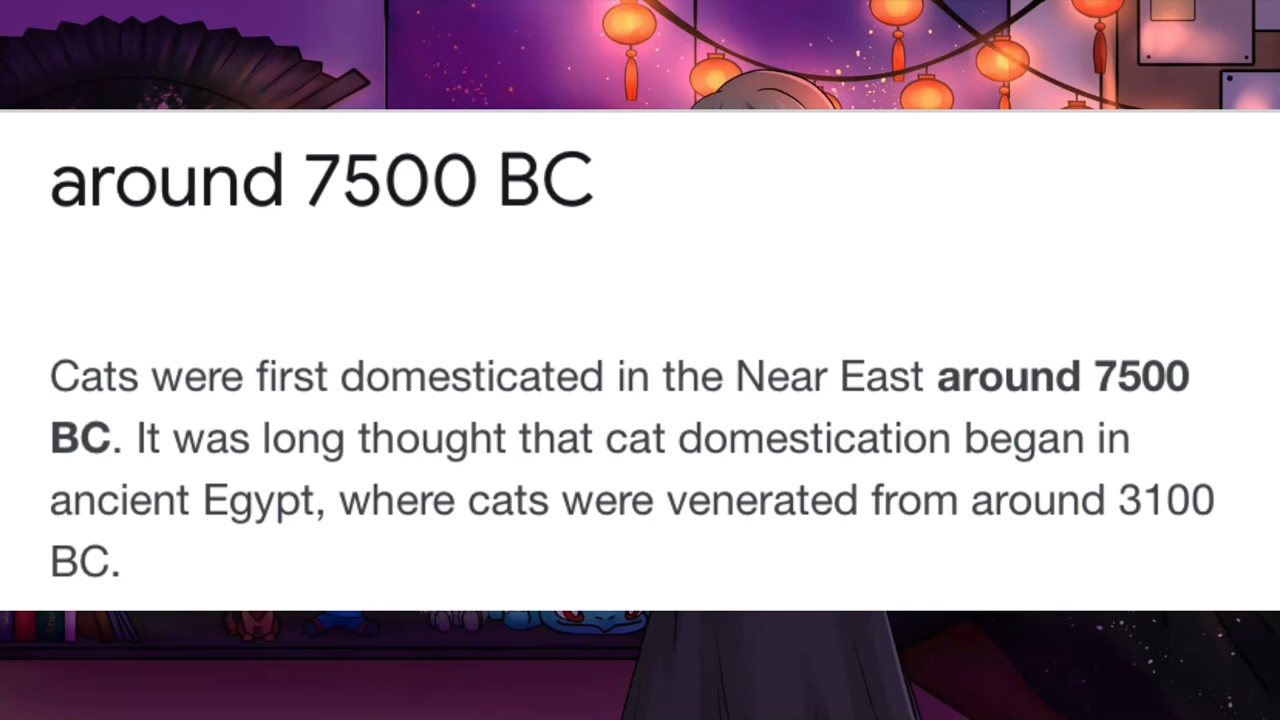 around 7500 BC
Cats were first domesticated in the Near East around 7500
BC. It was long thought that cat domestication began in
ancient Egypt, where cats were venerated from around 3100
BC.